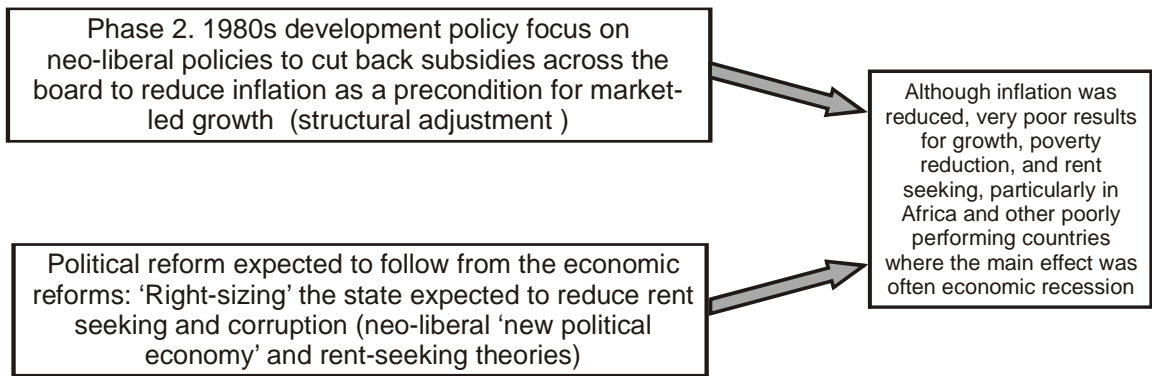 Phase 2. 1980s development policy focus on
neo-liberal policies to cut back subsidies across the
board to reduce inflation as a precondition for market-
led growth (structural adjustment )
Political reform expected to follow from the economic
reforms: ‘Right-sizing’ the state expected to reduce rent
seeking and corruption (neo-liberal ‘new political
economy’ and rent-seeking theories)
Although inflation was
reduced, very poor results
for growth, poverty
reduction, and rent
seeking, particularly in
Africa and other poorly
performing countries
where the main effect was
often economic recession